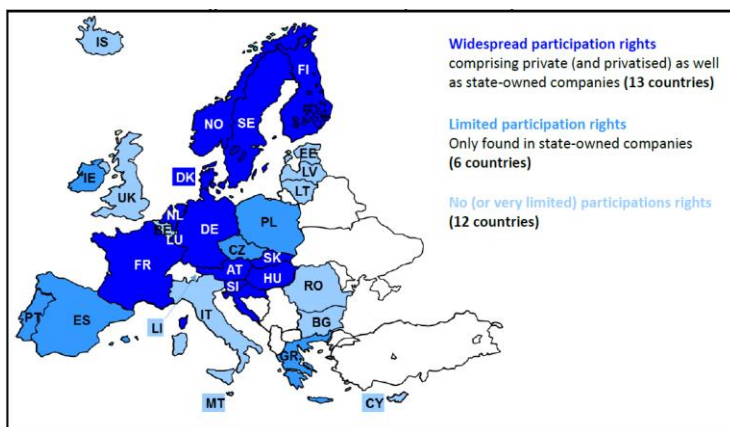 IS
FI
NO
SE
EE
LV
LT
DK
IE
UK
NL
BE
LU
DE
PL
CZ
SK
FR
AT
HU
SI
RO
LI
IT
BG
PT
ES
GR
MT
CY
Widespread participation rights
comprising private (and privatised) as well
as state-owned companies (13 countries)
Limited participation rights
Only found in state-owned companies
(6 countries)
No (or very limited) participations rights
(12 countries)